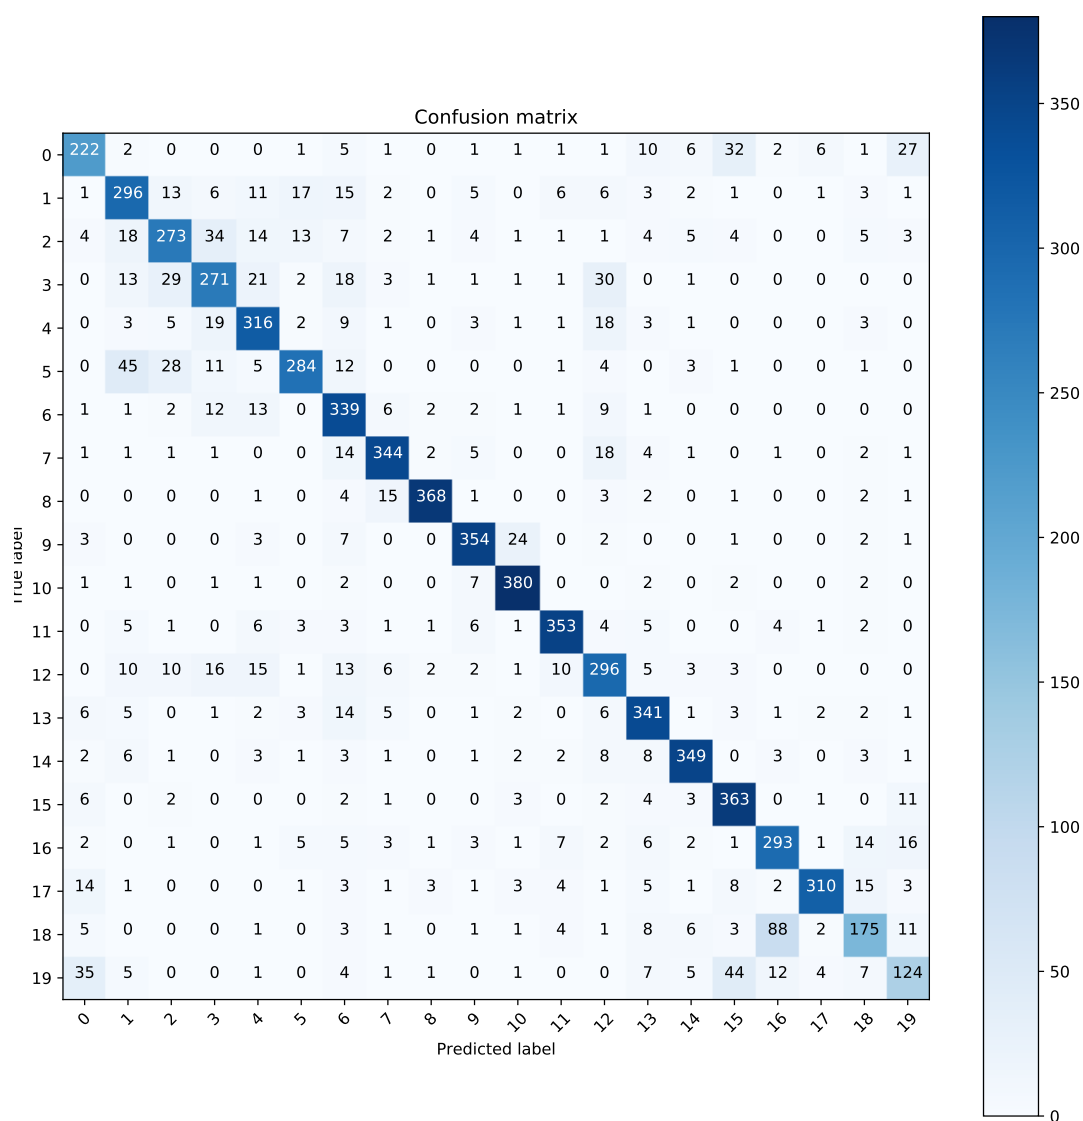 Confusion matrix
0 222 2 0 0 0 1 5 1 0 1 1 1 1 10 6 32 2 6 1 27
1 1 296 13 6 11 17 15 2 0 5 0 6 6 3 2 1 0 1 3 1
2 4 18 273 34 14 13 7 2 1 4 1 1 1 4 5 4 0 0 5 3
3 0 13 29 271 21 2 18 3 1 1 1 1 30 0 1 0 0 0 0 0
4 0 3 5 19 316 2 9 1 0 3 1 1 18 3 1 0 0 0 3 0
5 0 45 28 11 5 284 12 0 0 0 0 1 4 0 3 1 0 0 1 0
6 1 1 2 12 13 0 339 6 2 2 1 1 9 1 0 0 0 0 0 0
7 1 1 1 1 0 0 14 344 2 5 0 0 18 4 1 0 1 0 2 1
8 0 0 0 0 1 0 4 15 368 1 0 0 3 2 0 1 0 0 2 1
9 3 0 0 0 3 0 7 0 0 354 24 0 2 0 0 1 0 0 2 1
10 1 1 0 1 1 0 2 0 0 7 380 0 0 2 0 2 0 0 2 0
11 0 5 1 0 6 3 3 1 1 6 1 353 4 5 0 0 4 1 2 0
12 0 10 10 16 15 1 13 6 2 2 1 10 296 5 3 3 0 0 0 0
13 6 5 0 1 2 3 14 5 0 1 2 0 6 341 1 3 1 2 2 1
14 2 6 1 0 3 1 3 1 0 1 2 2 8 8 349 0 3 0 3 1
15 6 0 2 0 0 0 2 1 0 0 3 0 2 4 3 363 0 1 0 11
16 2 0 1 0 1 5 5 3 1 3 1 7 2 6 2 1 293 1 14 16
17 14 1 0 0 0 1 3 1 3 1 3 4 1 5 1 8 2 310 15 3
18 5 0 0 0 1 0 3 1 0 1 1 4 1 8 6 3 88 2 175 11
19 35 5 0 0 1 0 4 1 1 0 1 0 0 7 5 44 12 4 7 124
0 1 2 3 4 5 6 7 8 9 10 11 12 13 14 15 16 17 18 19
Predicted label
True label
350
300
250
200
150
100
50
0